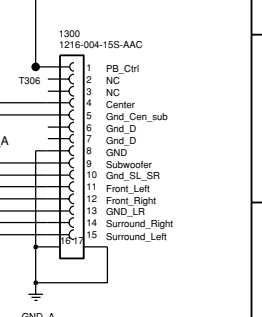 1300
1216-004-15S-AAC
T306
1 PB_Ctrl
2 NC
3 NC
4 Center
5 Gnd_Cen_sub
6 Gnd_D
_A
7 Gnd_D
8 GND
9 Subwoofer
10 Gnd_SL_SR
11 Front_Left
12 Front_Right
13 GND_LR
14 Surround_Right
15 Surround_Left
16 17
GND_A